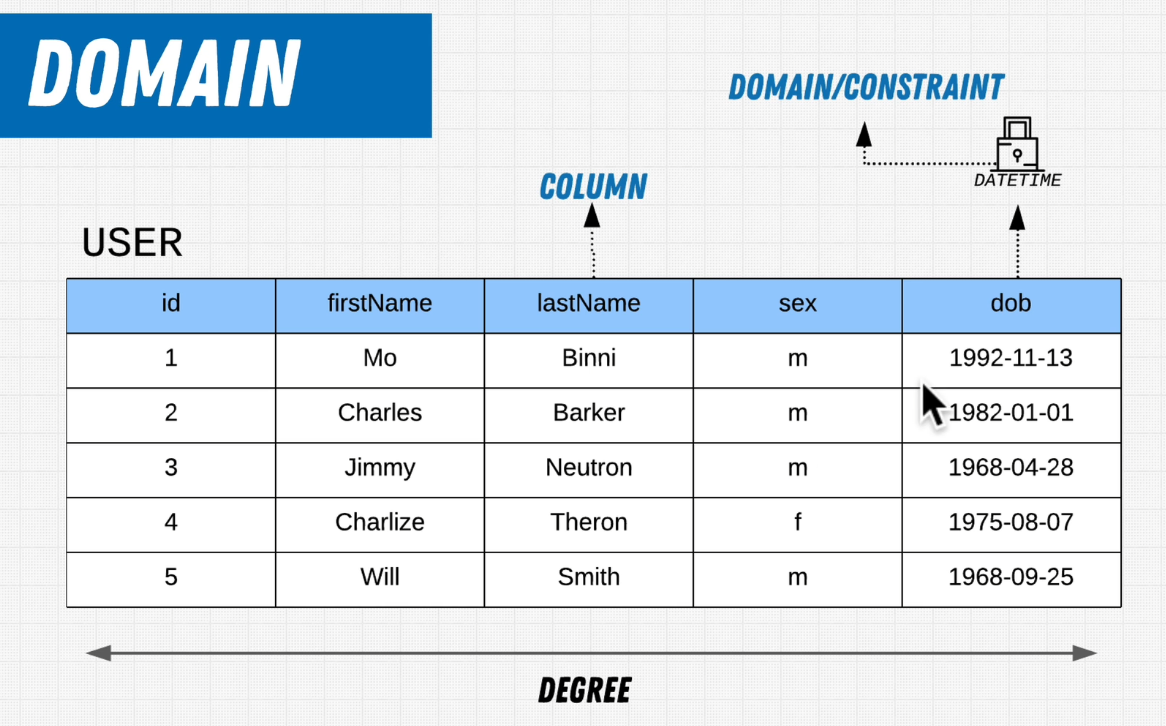 DOMAIN
DOMAIN/CONSTRAINT
DATETIME
COLUMN
USER
id firstName lastName sex dob
1 Mo Binni m 1992-11-13
2 Charles Barker m 1982-01-01
3 Jimmy Neutron m 1968-04-28
4 Charlize Theron f 1975-08-07
5 Will Smith m 1968-09-25
DEGREE